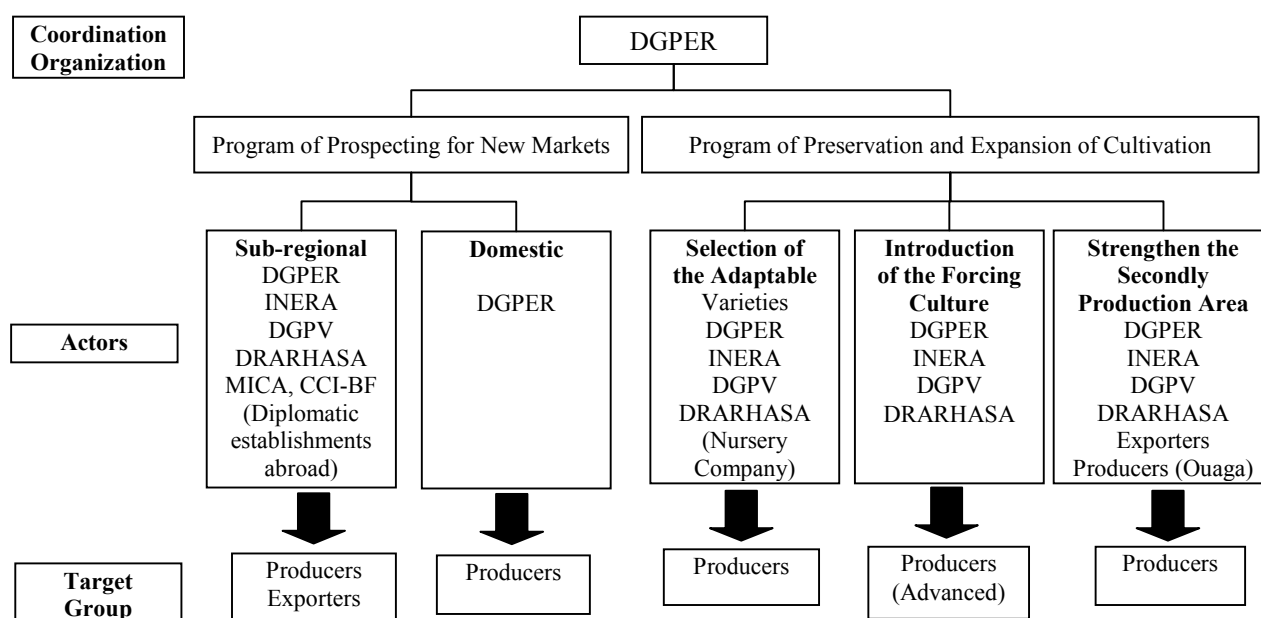 Coordination
Organization
DGPER
Program of Prospecting for New Markets
Program of Preservation and Expansion of Cultivation
Actors
Sub-regional
DGPER
INERA
DGPV
DRARHASA
MICA, CCI-BF
(Diplomatic
establishments
abroad)
Domestic
DGPER
Selection of
the Adaptable
Varieties
DGPER
INERA
DGPV
DRARHASA
(Nursery
Company)
Introduction
of the Forcing
Culture
DGPER
INERA
DGPV
DRARHASA
Strengthen the
Secondly
Production Area
DGPER
INERA
DGPV
DRARHASA
Exporters
Producers (Ouaga)
Target
Group
Producers
Exporters
Producers
Producers
Producers
(Advanced)
Producers